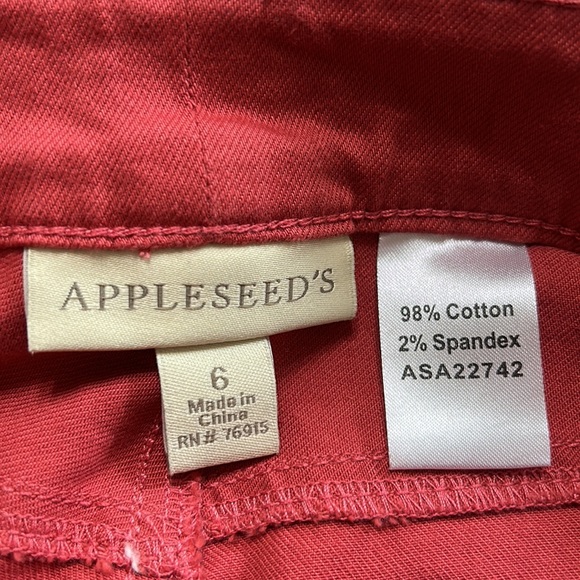 APPLESEED'S
6
Made in
China
RN# 76915
98% Cotton
2% Spandex
ASA22742